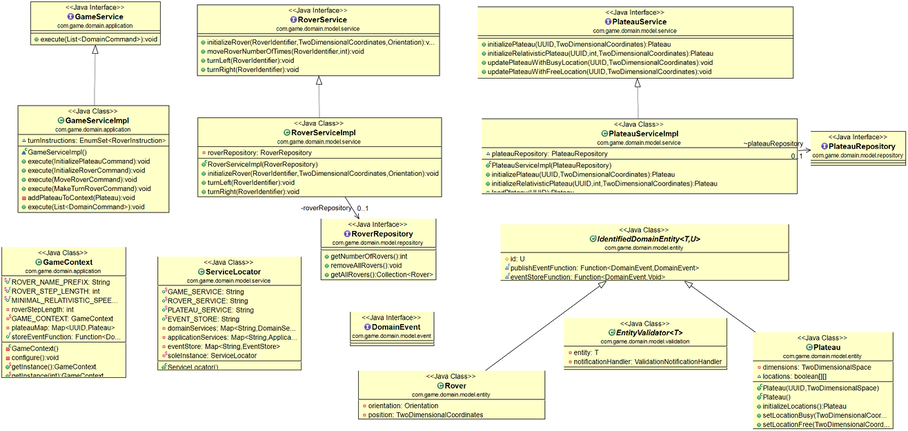 <<Java Interface>>
GameService
com.game.domain.application
execute(List<DomainCommand>):void
<<Java Interface>>
RoverService
com.game.domain.model.service
initializeRover(RoverIdentifier,TwoDimensionalCoordinates,Orientation):v...
moveRoverNumberOfTimes(RoverIdentifier,int):void
turnLeft(RoverIdentifier):void
turnRight(RoverIdentifier):void
<<Java Interface>>
PlateauService
com.game.domain.model.service
initializePlateau(UUID,TwoDimensionalCoordinates):Plateau
initializeRelativisticPlateau(UUID,int,TwoDimensionalCoordinates):Plateau
updatePlateauWithBusyLocation(UUID,TwoDimensionalCoordinates):void
updatePlateauWithFreeLocation(UUID,TwoDimensionalCoordinates):void
<<Java Class>>
GameServiceImpl
com.game.domain.application
turnInstructions: EnumSet<RoverInstruction>
GameServiceImpl()
execute(InitializePlateauCommand):void
execute(InitializeRoverCommand):void
execute(MoveRoverCommand):void
execute(MakeTurnRoverCommand):void
addPlateauToContext(Plateau):void
execute(List<DomainCommand>):void
<<Java Class>>
RoverServiceImpl
com.game.domain.model.service
roverRepository: RoverRepository
RoverServiceImpl(RoverRepository)
initializeRover(RoverIdentifier,TwoDimensionalCoordinates,Orientation):void
turnLeft(RoverIdentifier):void
turnRight(RoverIdentifier):void
-roverRepository 0..1
<<Java Class>>
PlateauServiceImpl
com.game.domain.model.service
plateauRepository: PlateauRepository
PlateauServiceImpl(PlateauRepository)
initializePlateau(UUID,TwoDimensionalCoordinates):Plateau
initializeRelativisticPlateau(UUID,int,TwoDimensionalCoordinates):Plateau
~plateauRepository
0..1
<<Java Interface>>
PlateauRepository
com.game.domain.model.repository
<<Java Interface>>
RoverRepository
com.game.domain.model.repository
getNumberOfRovers():int
removeAllRovers():void
getAllRovers():Collection<Rover>
<<Java Class>>
IdentifiedDomainEntity<T,U>
com.game.domain.model.entity
id: U
publishEventFunction: Function<DomainEvent,DomainEvent>
eventStoreFunction: Function<DomainEvent,Void>
<<Java Class>>
GameContext
com.game.domain.application
ROVER_NAME_PREFIX: String
ROVER_STEP_LENGTH: int
MINIMAL_RELATIVISTIC_SPEE...
roverStepLength: int
GAME_CONTEXT: GameContext
plateauMap: Map<UUID,Plateau>
storeEventFunction: Function<Do...
GameContext()
configure():void
getInstance():GameContext
getInstance(int):GameContext
<<Java Class>>
ServiceLocator
com.game.domain.model.service
GAME_SERVICE: String
ROVER_SERVICE: String
PLATEAU_SERVICE: String
EVENT_STORE: String
domainServices: Map<String,DomainSe...
applicationServices: Map<String,Applica...
eventStore: Map<String,EventStore>
soleInstance: ServiceLocator
ServiceLocator()
<<Java Interface>>
DomainEvent
com.game.domain.model.event
<<Java Class>>
Rover
com.game.domain.model.entity
orientation: Orientation
position: TwoDimensionalCoordinates
<<Java Class>>
EntityValidator<T>
com.game.domain.model.validation
entity: T
notificationHandler: ValidationNotificationHandler
<<Java Class>>
Plateau
com.game.domain.model.entity
dimensions: TwoDimensionalSpace
locations: boolean[][]
Plateau(UUID,TwoDimensionalSpace)
Plateau()
initializeLocations():Plateau
setLocationBusy(TwoDimensionalCoor...
setLocationFree(TwoDimensionalCoord...